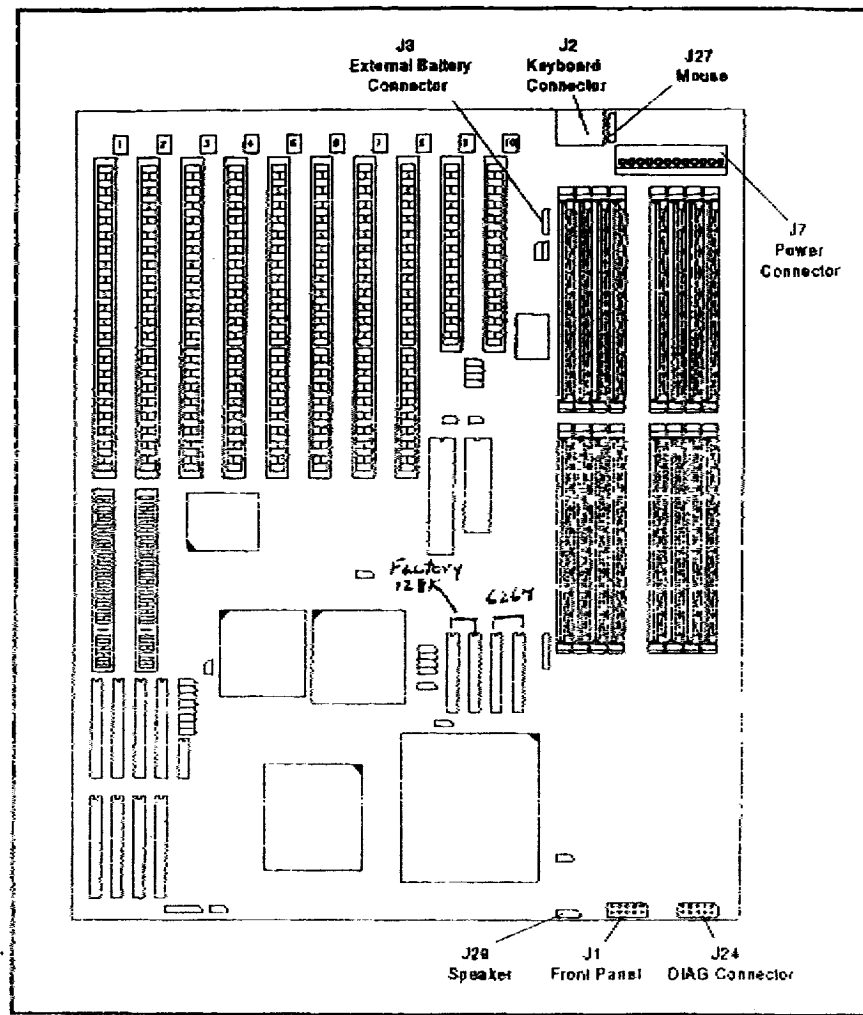 J3
External Battery
Connector
J2
Keyboard
Connector
J27
Mouse
1 2 3 4 5 6 7 8 9 10
J7
Power
Connector
Factory
128K
J29
Speaker
J1
Front Panel
J24
DIAG Connector